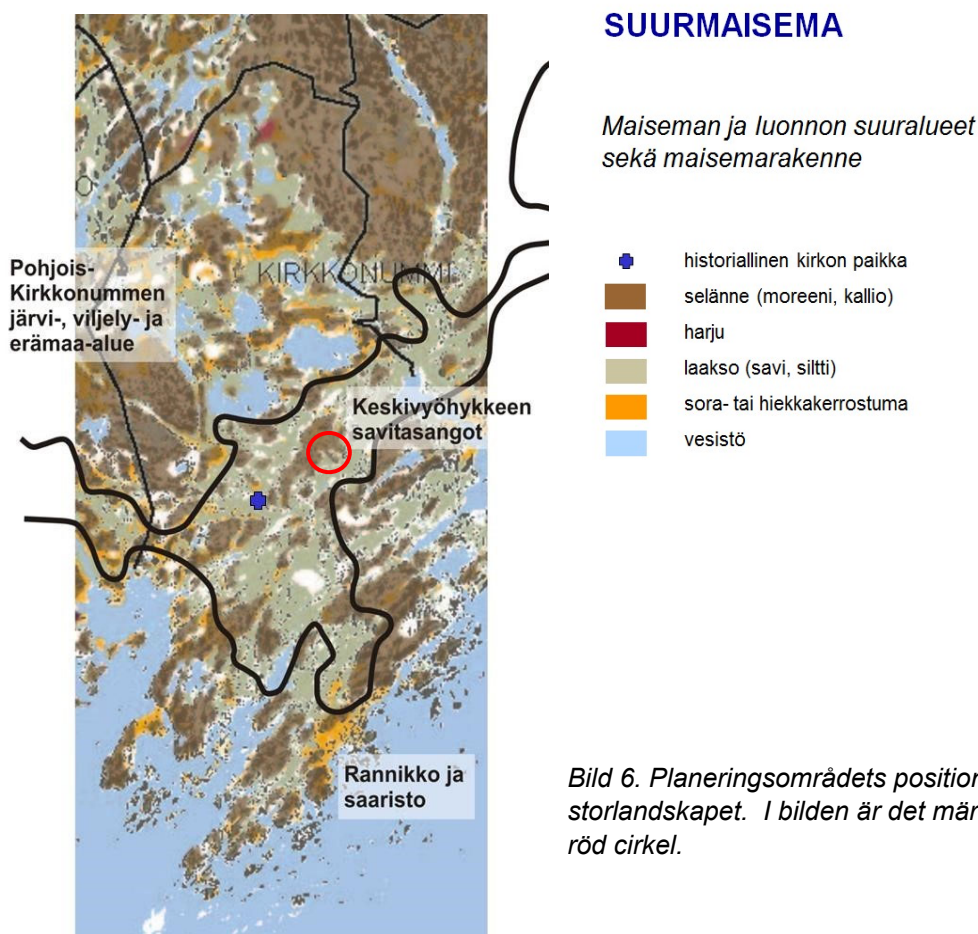 SUURMAISEMA
Maiseman ja luonnon suuralueet
sekä maisemarakenne
historiallinen kirkon paikka
selänne (moreeni, kallio)
harju
laakso (savi, siltti)
sora- tai hiekkakerrostuma
vesistö
KIRKKONUMMI
Pohjois-
Kirkkonummen
järvi-, viljely- ja
erämaa-alue
Keskivyöhykkeen
savitasangot
Rannikko ja
saaristo
Bild 6. Planeringsområdets position
storlandskapet. I bilden är det mär
röd cirkel.